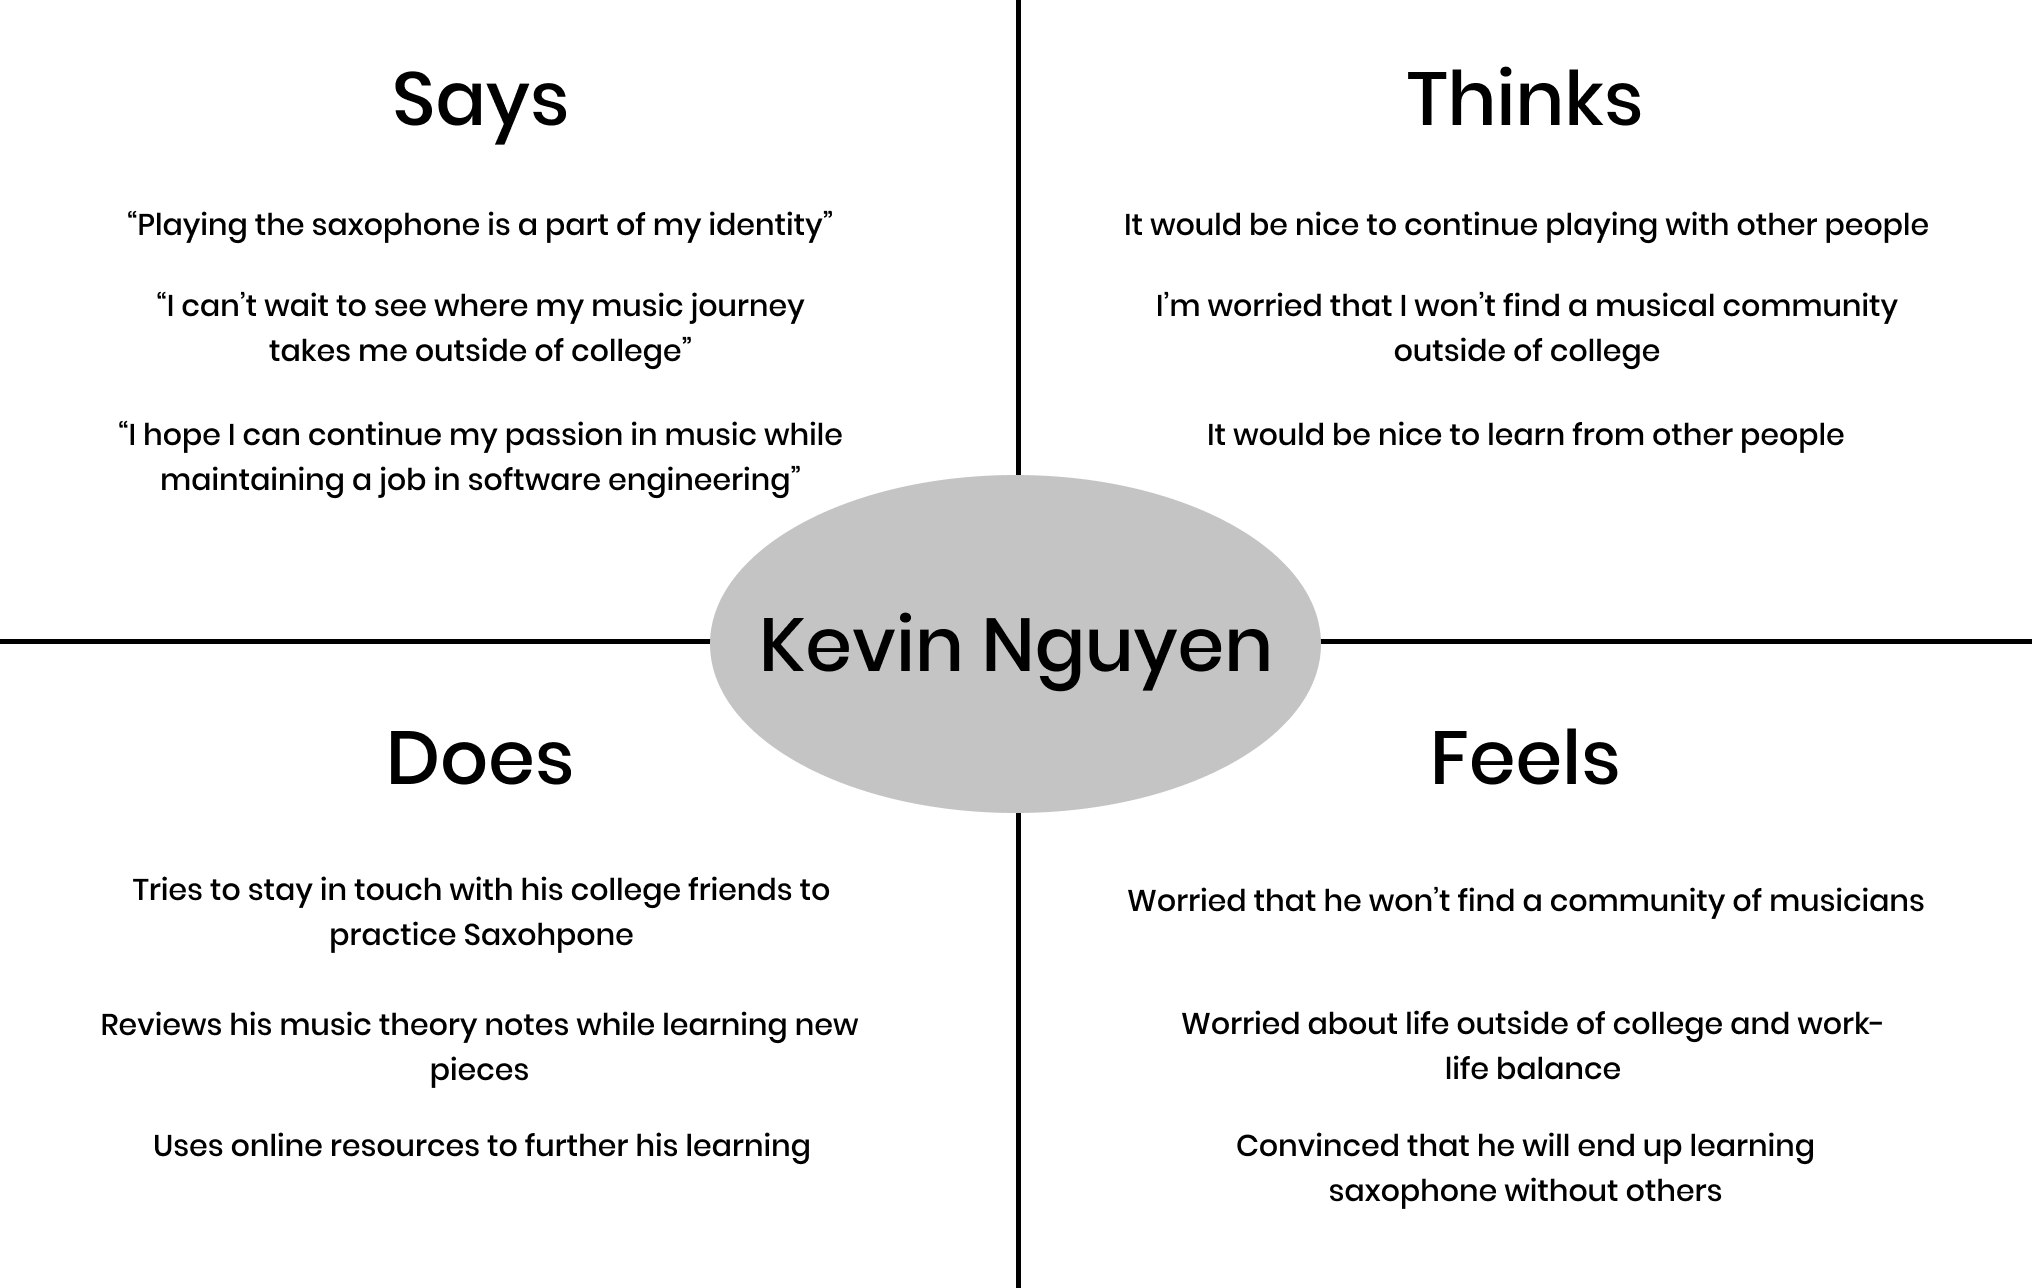 Says
“Playing the saxophone is a part of my identity”
“I can’t wait to see where my music journey
takes me outside of college”
“I hope I can continue my passion in music while
maintaining a job in software engineering”
Thinks
It would be nice to continue playing with other people
I’m worried that I won’t find a musical community
outside of college
It would be nice to learn from other people
Kevin Nguyen
Does
Tries to stay in touch with his college friends to
practice Saxohpone
Reviews his music theory notes while learning new
pieces
Uses online resources to further his learning
Feels
Worried that he won’t find a community of musicians
Worried about life outside of college and work-
life balance
Convinced that he will end up learning
saxophone without others